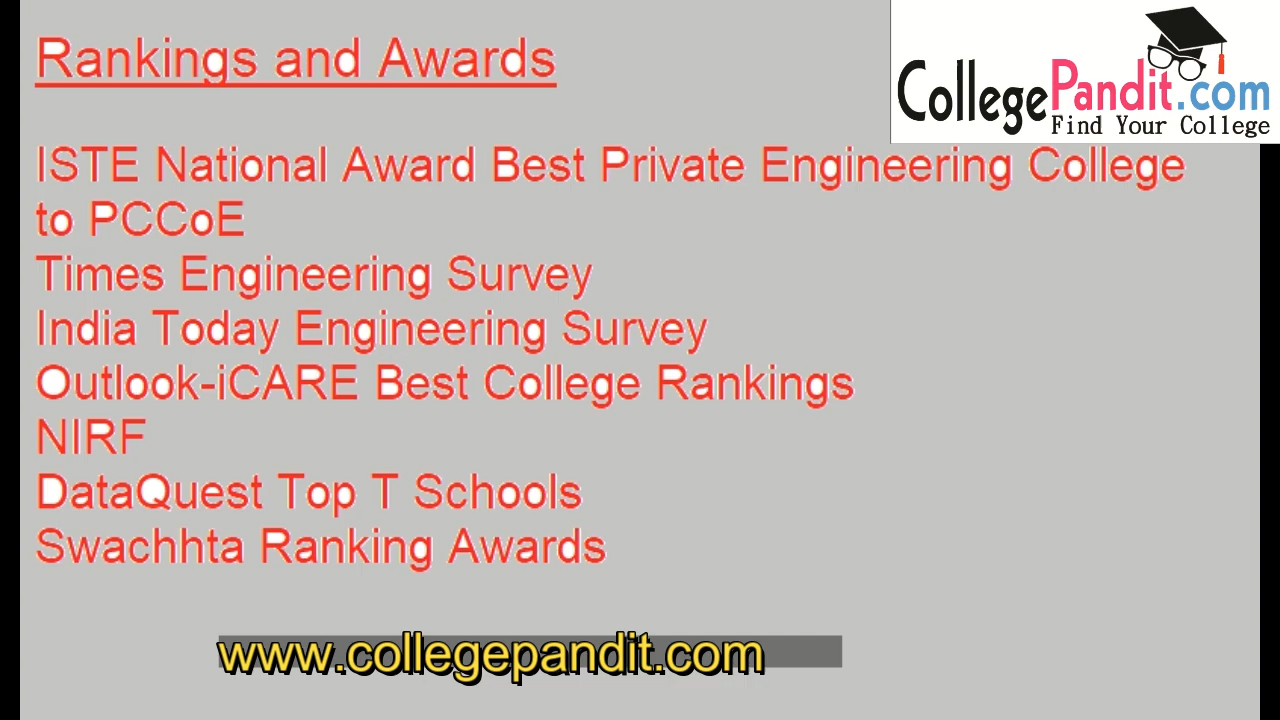 Rankings and Awards
CollegePandit.com
Find Your College
ISTE National Award Best Private Engineering College
to PCCoE
Times Engineering Survey
India Today Engineering Survey
Outlook-iCARE Best College Rankings
NIRF
DataQuest Top T Schools
Swachhta Ranking Awards
www.collegepandit.com